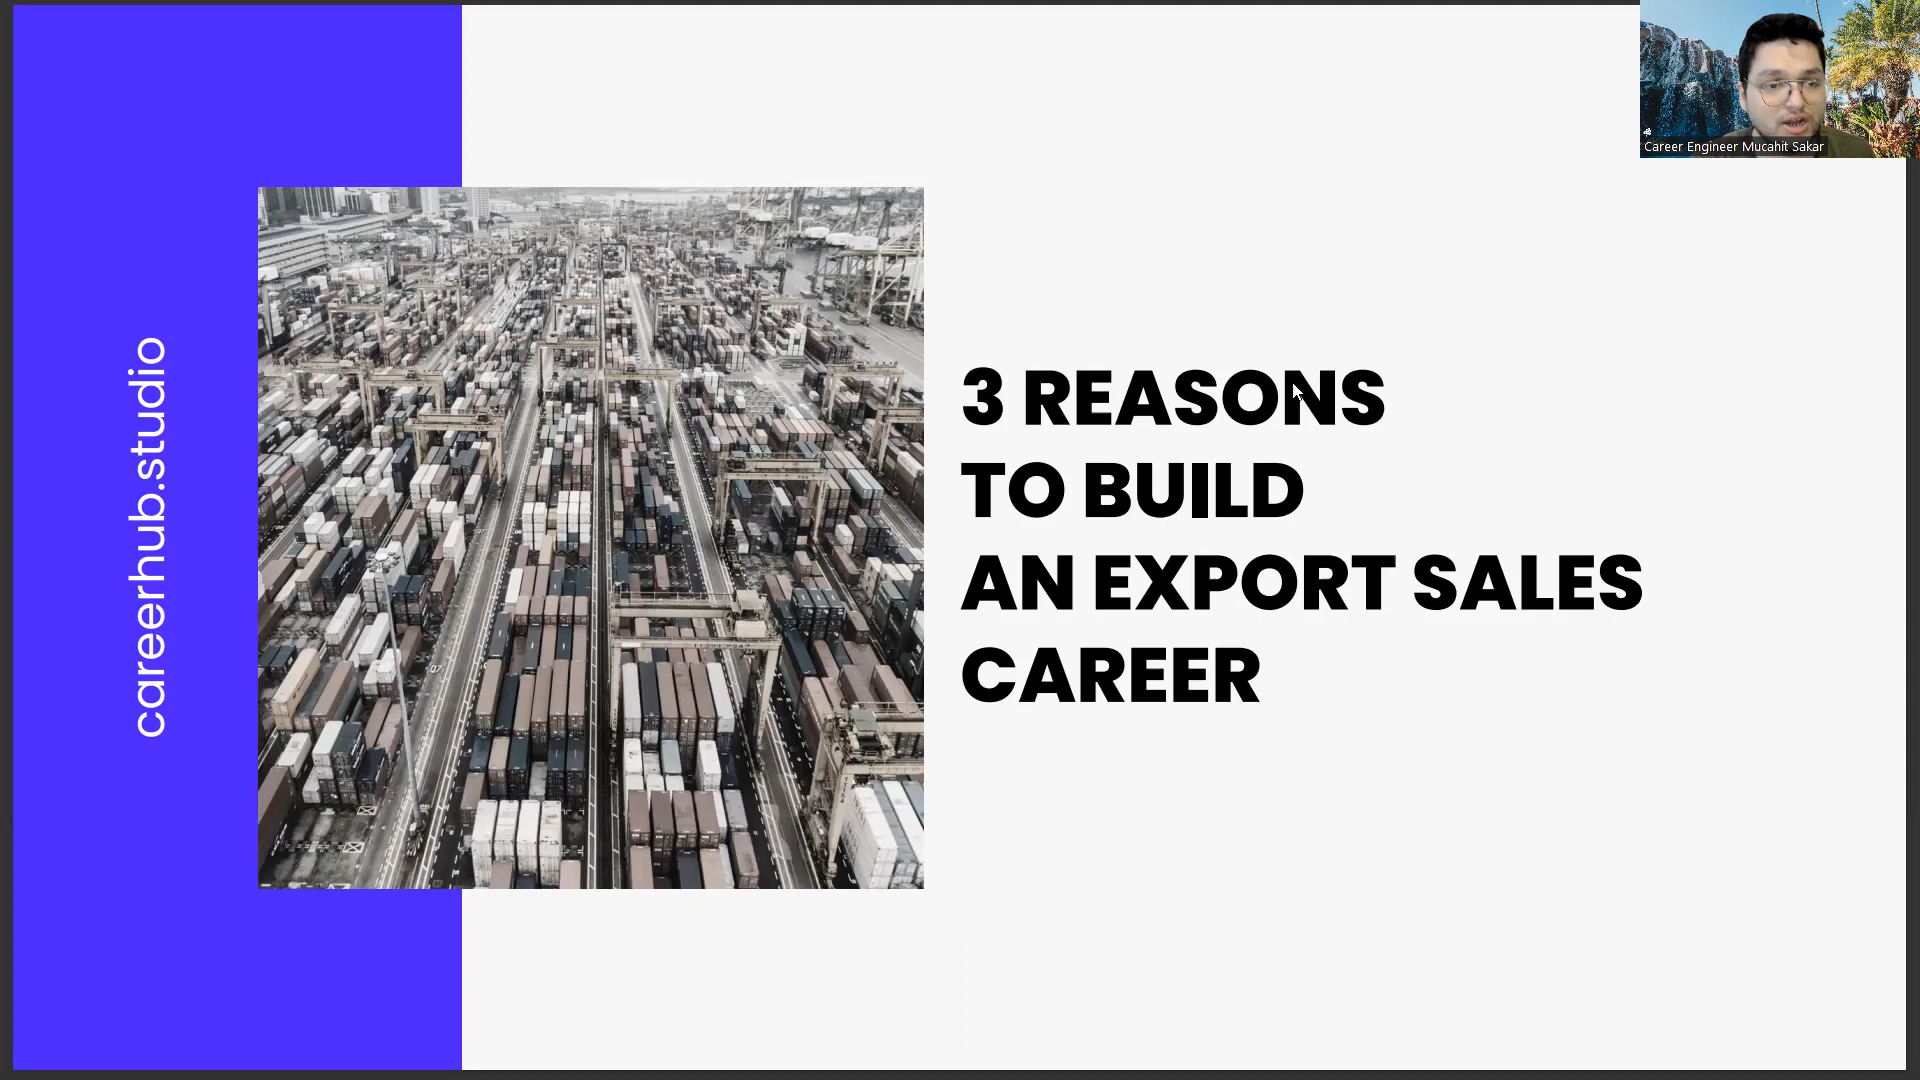 careerhub.studio
3 REASONS
TO BUILD
AN EXPORT SALES
CAREER
Career Engineer Mucahit Sakar